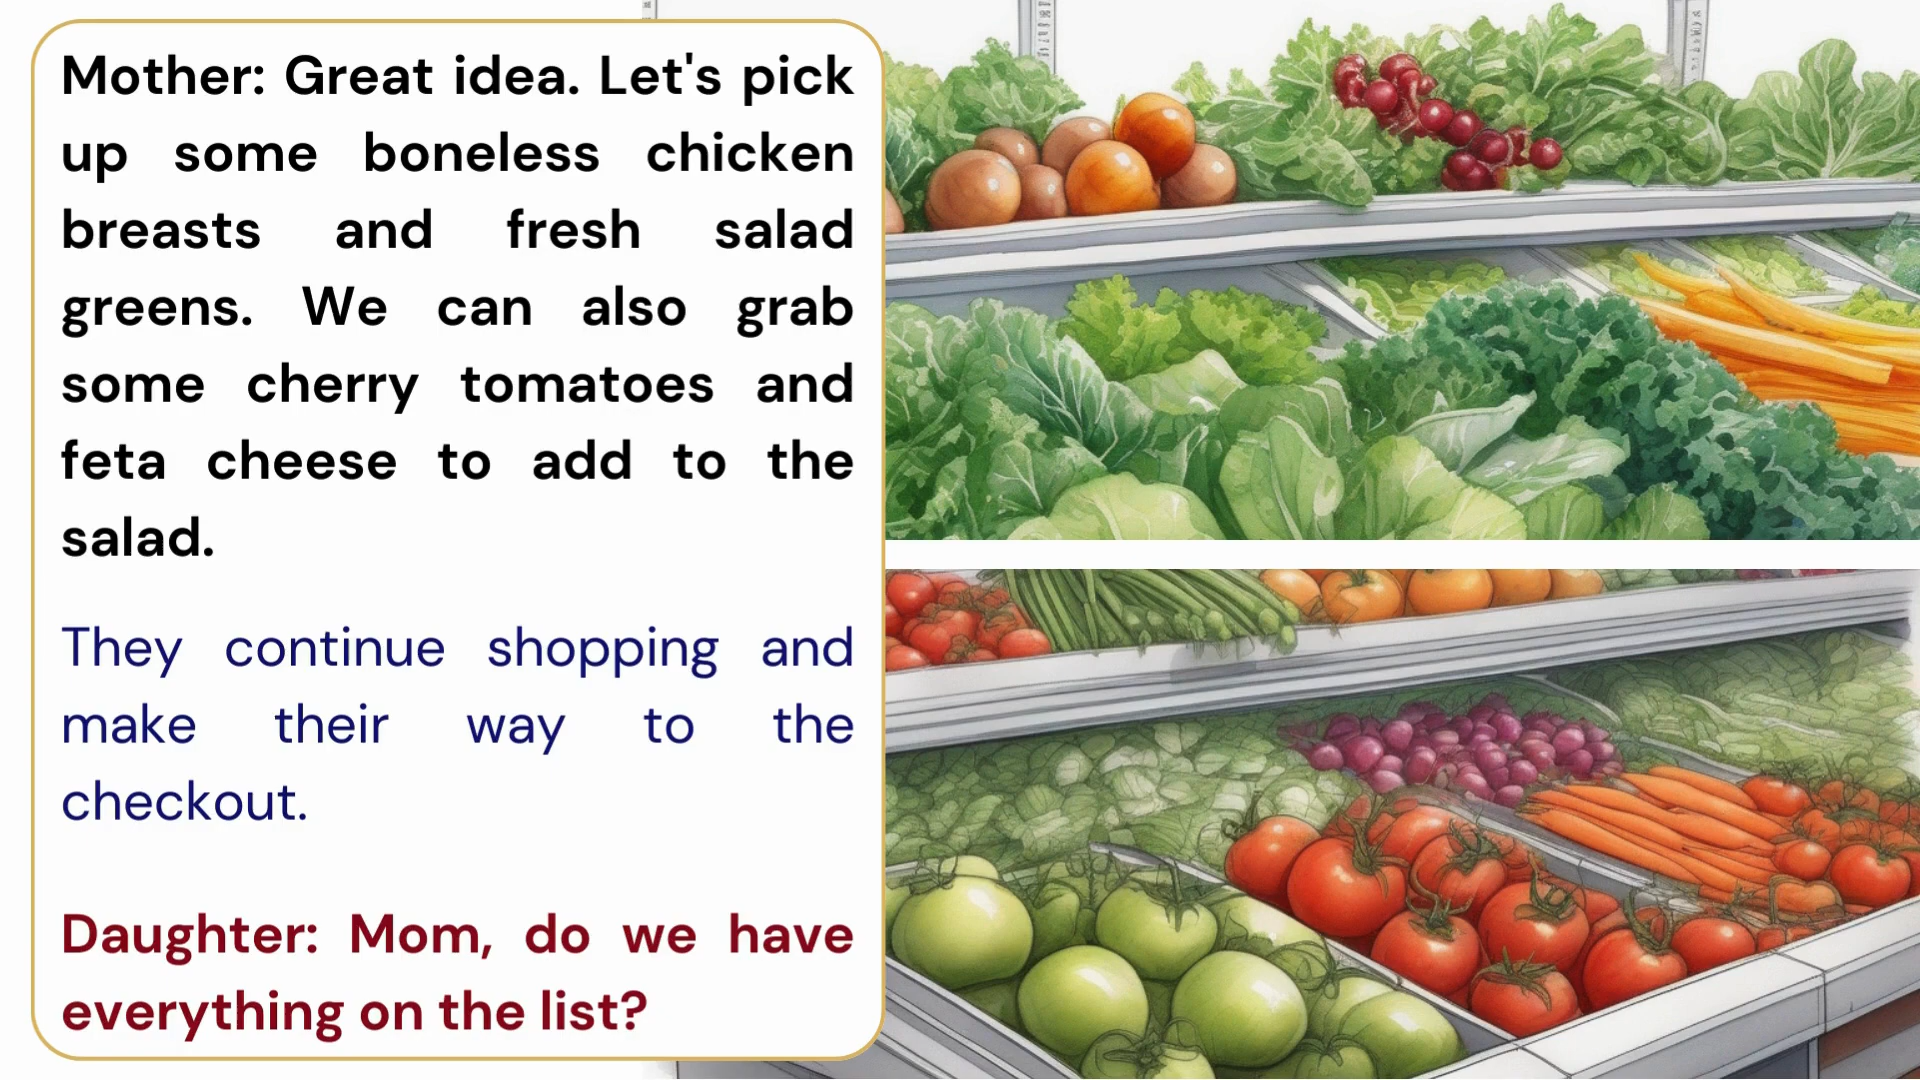 Mother: Great idea. Let's pick
up some boneless chicken
breasts and fresh salad
greens. We can also grab
some cherry tomatoes and
feta cheese to add to the
salad.
They continue shopping and
make their way to the
checkout.
Daughter: Mom, do we have
everything on the list?